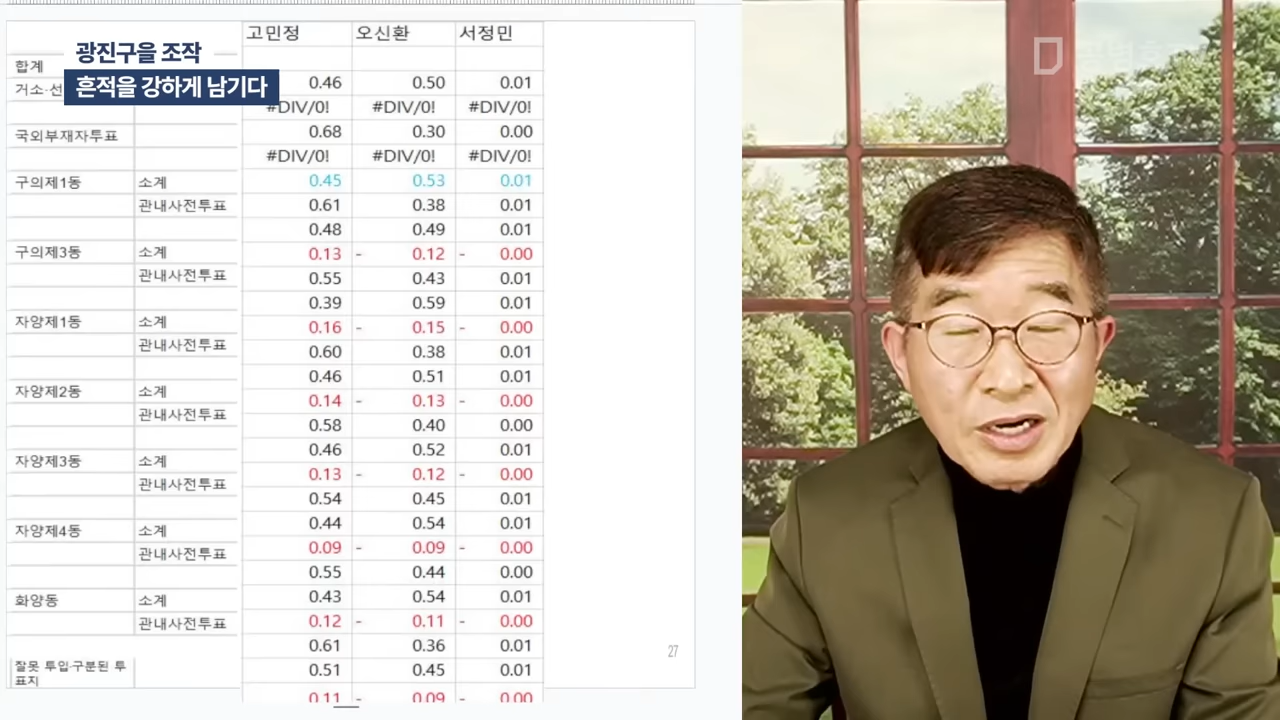 고민정 오신환 서정민
광진구을 조작
합계
흔적을 강하게 남기다
거소·선 0.46 0.50 0.01
#DIV/0! #DIV/0! #DIV/0!
국외부재자투표 0.68 0.30 0.00
#DIV/0! #DIV/0! #DIV/0!
구의제1동 소계 0.45 0.53 0.01
관내사전투표 0.61 0.38 0.01
0.48 0.49 0.01
구의제3동 소계 0.13 - 0.12 - 0.00
관내사전투표 0.55 0.43 0.01
0.39 0.59 0.01
자양제1동 소계 0.16 - 0.15 - 0.00
관내사전투표 0.60 0.38 0.01
0.46 0.51 0.01
자양제2동 소계 0.14 - 0.13 - 0.00
관내사전투표 0.58 0.40 0.00
0.46 0.52 0.01
자양제3동 소계 0.13 - 0.12 - 0.00
관내사전투표 0.54 0.45 0.01
자양제4동 소계 0.44 0.54 0.01
관내사전투표 0.09 - 0.09 - 0.00
0.55 0.44 0.00
화양동 소계 0.43 0.54 0.01
관내사전투표 0.12 - 0.11 - 0.00
0.61 0.36 0.01
잘못 투입·구분된 투 0.51 0.45 0.01
표지
0.11 - 0.09 - 0.00
27